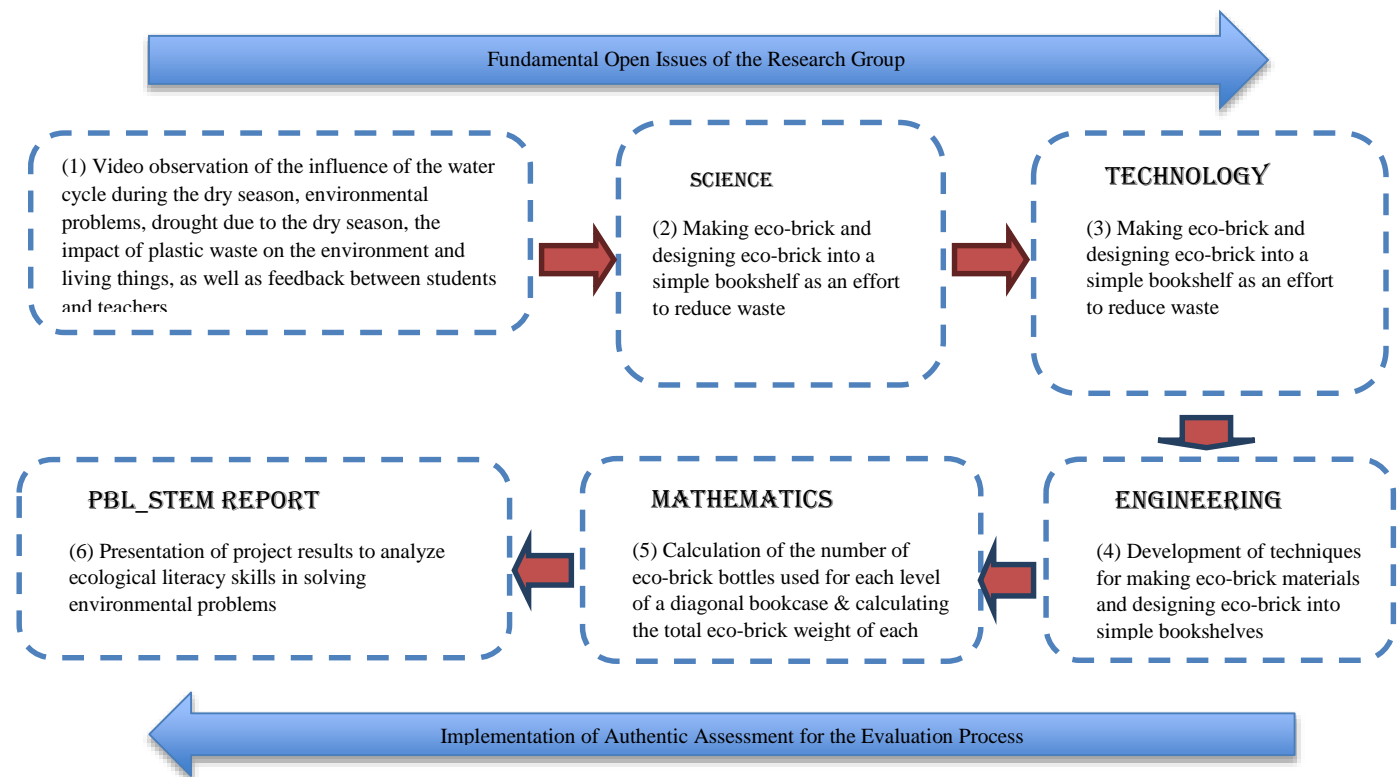 Fundamental Open Issues of the Research Group
(1) Video observation of the influence of the water
cycle during the dry season, environmental
problems, drought due to the dry season, the
impact of plastic waste on the environment and
living things, as well as feedback between students
and teachers
SCIENCE
(2) Making eco-brick and
designing eco-brick into a
simple bookshelf as an effort
to reduce waste
TECHNOLOGY
(3) Making eco-brick and
designing eco-brick into a
simple bookshelf as an effort
to reduce waste
ENGINEERING
(4) Development of techniques
for making eco-brick materials
and designing eco-brick into
simple bookshelves
MATHEMATICS
(5) Calculation of the number of
eco-brick bottles used for each level
of a diagonal bookcase & calculating
the total eco-brick weight of each
PBL_STEM REPORT
(6) Presentation of project results to analyze
ecological literacy skills in solving
environmental problems
Implementation of Authentic Assessment for the Evaluation Process